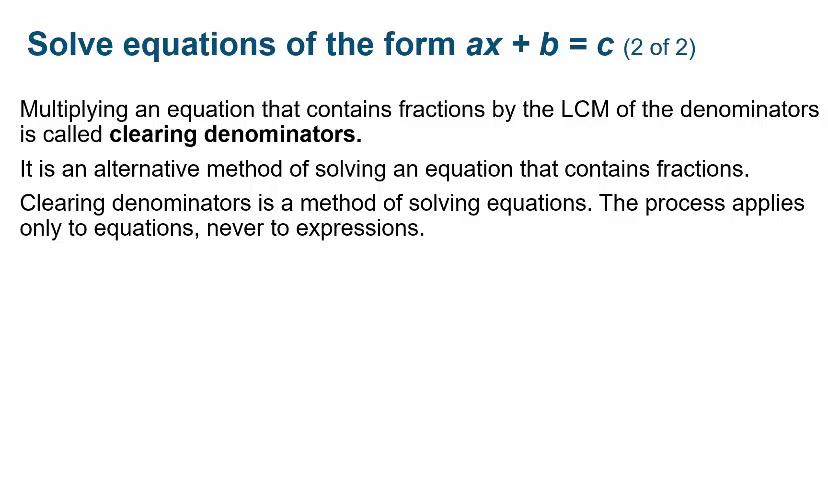 Solve equations of the form ax + b = c (2 of 2)
Multiplying an equation that contains fractions by the LCM of the denominators
is called clearing denominators.
It is an alternative method of solving an equation that contains fractions.
Clearing denominators is a method of solving equations. The process applies
only to equations, never to expressions.